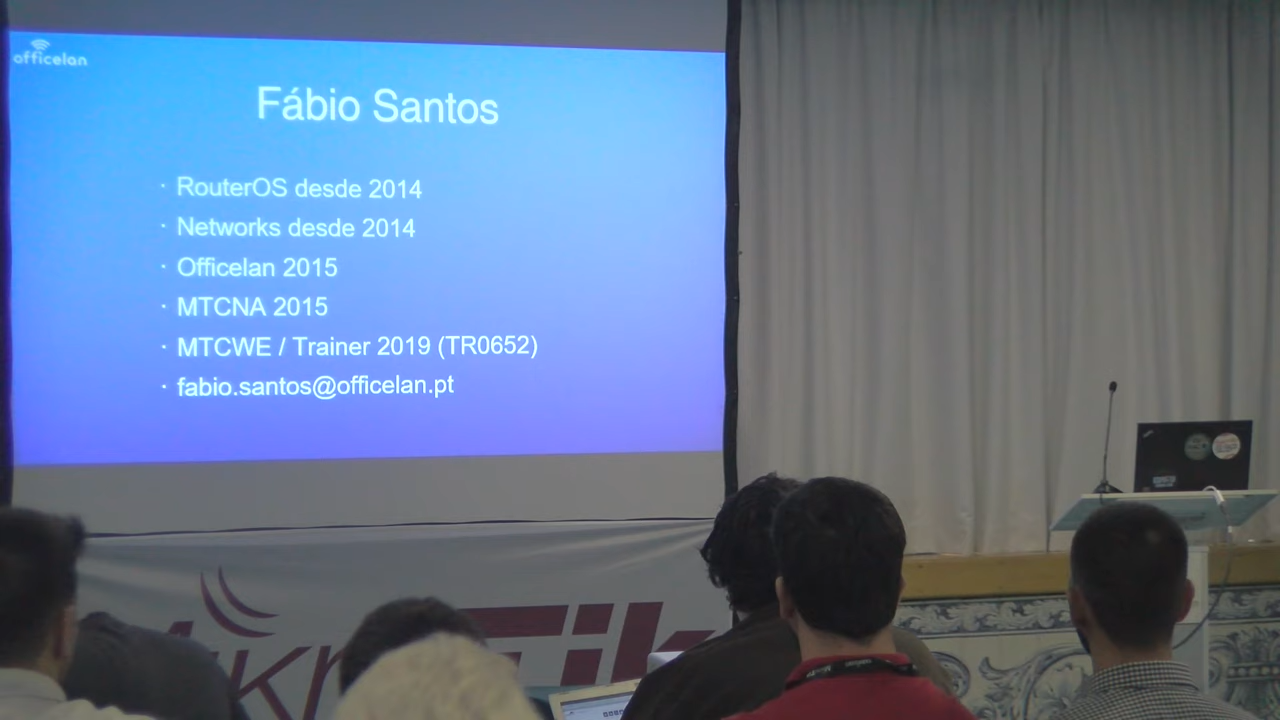 officelan
Fábio Santos
· RouterOS desde 2014
· Networks desde 2014
· Officelan 2015
· MTCNA 2015
· MTCWE / Trainer 2019 (TR0652)
· fabio.santos@officelan.pt